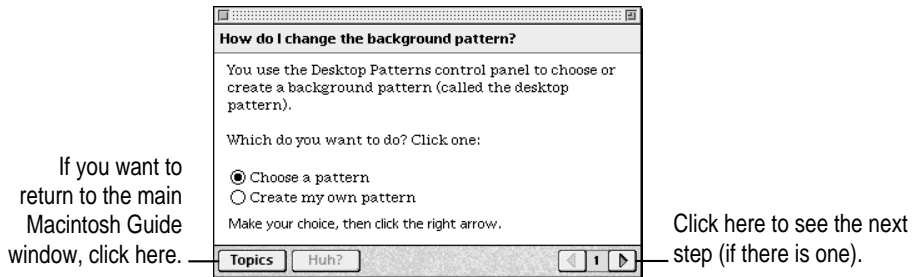 How do I change the background pattern?
You use the Desktop Patterns control panel to choose or
create a background pattern (called the desktop
pattern).
Which do you want to do? Click one:
Choose a pattern
Create my own pattern
Make your choice, then click the right arrow.
Topics
Huh?
1
If you want to
return to the main
Macintosh Guide
window, click here.
Click here to see the next
step (if there is one).